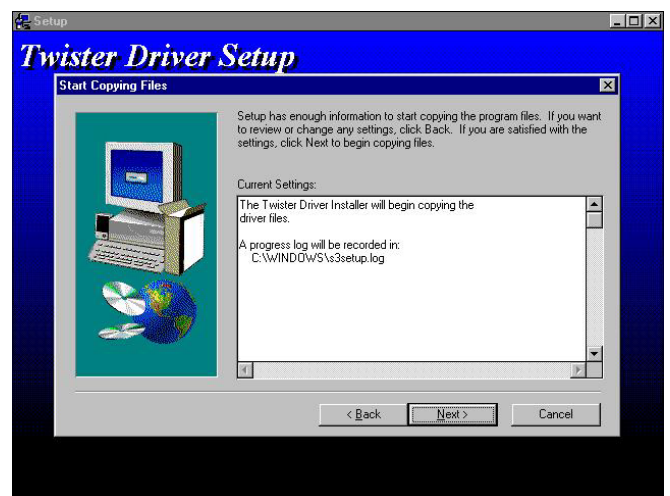 Setup
Twister Driver Setup
Start Copying Files
Setup has enough information to start copying the program files. If you want
to review or change any settings, click Back. If you are satisfied with the
settings, click Next to begin copying files.
Current Settings:
The Twister Driver Installer will begin copying the
driver files.
A progress log will be recorded in:
C:\WINDOWS\s3setup.log
< Back
Next >
Cancel